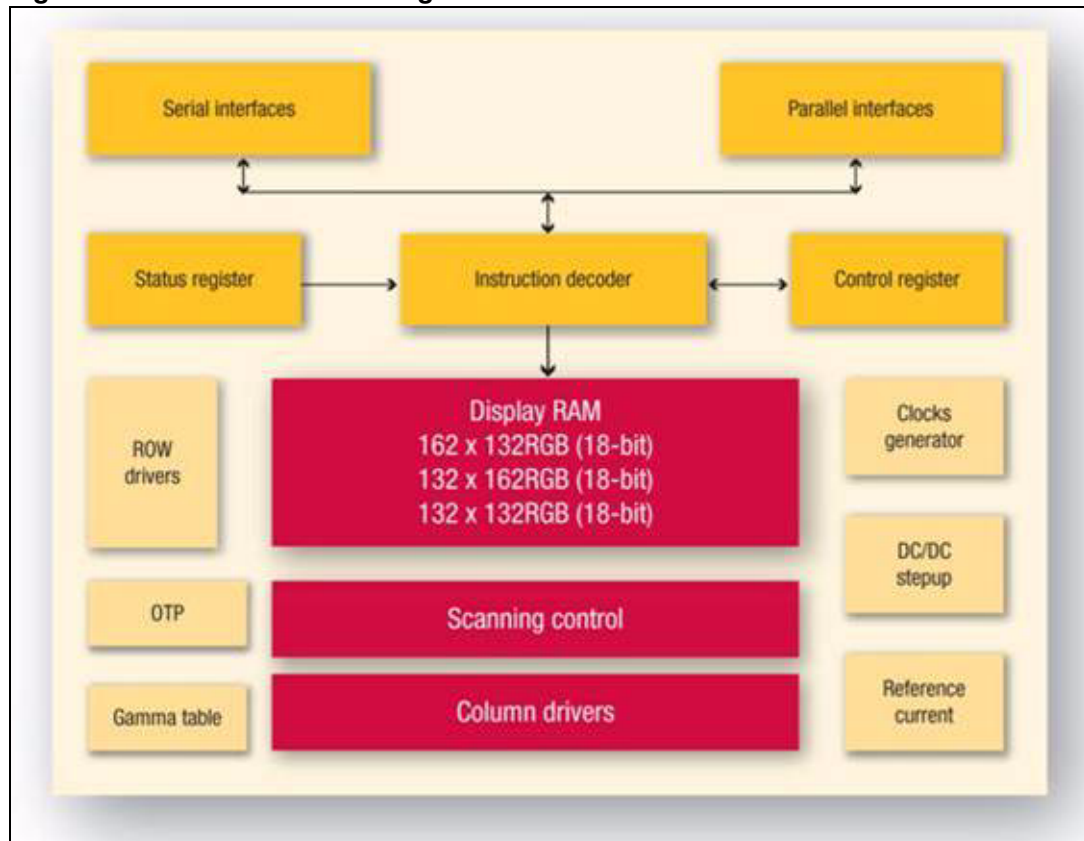 Serial interfaces
Parallel interfaces
Status register
Instruction decoder
Control register
ROW
drivers
Display RAM
162 x 132RGB (18-bit)
132 x 162RGB (18-bit)
132 x 132RGB (18-bit)
Clocks
generator
DC/DC
stepup
OTP
Scanning control
Gamma table
Column drivers
Reference
current